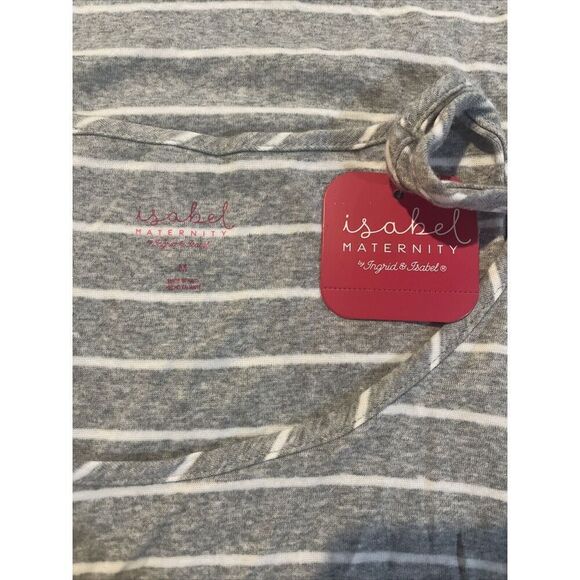 isabel
MATERNITY
by Ingrid & Isabel
isabel
MATERNITY
by Ingrid & Isabel ®